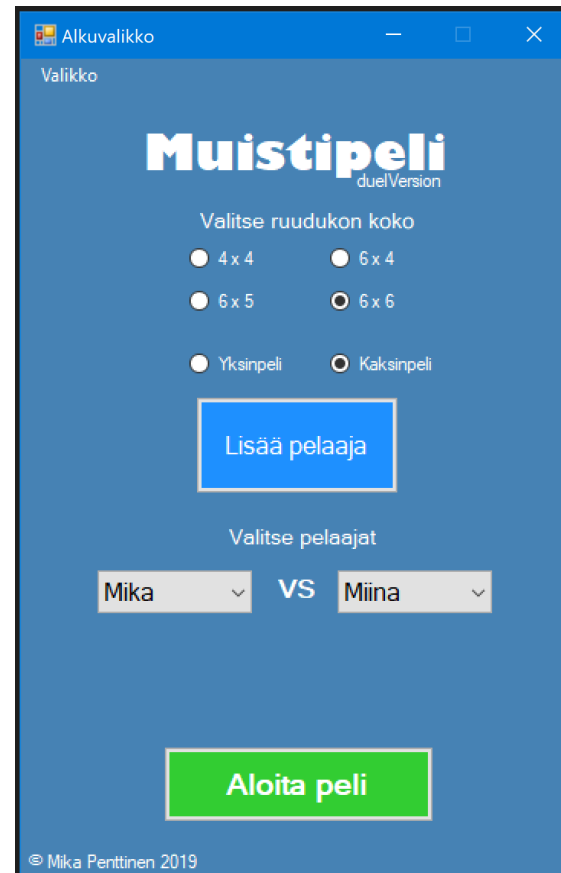 Alkuvalikko
Valikko
Muistipeli
duelVersion
Valitse ruudukon koko
4 x 4 6 x 4
6 x 5 6 x 6
Yksinpeli Kaksinpeli
Lisää pelaaja
Valitse pelaajat
Mika VS Miina
Aloita peli
© Mika Penttinen 2019